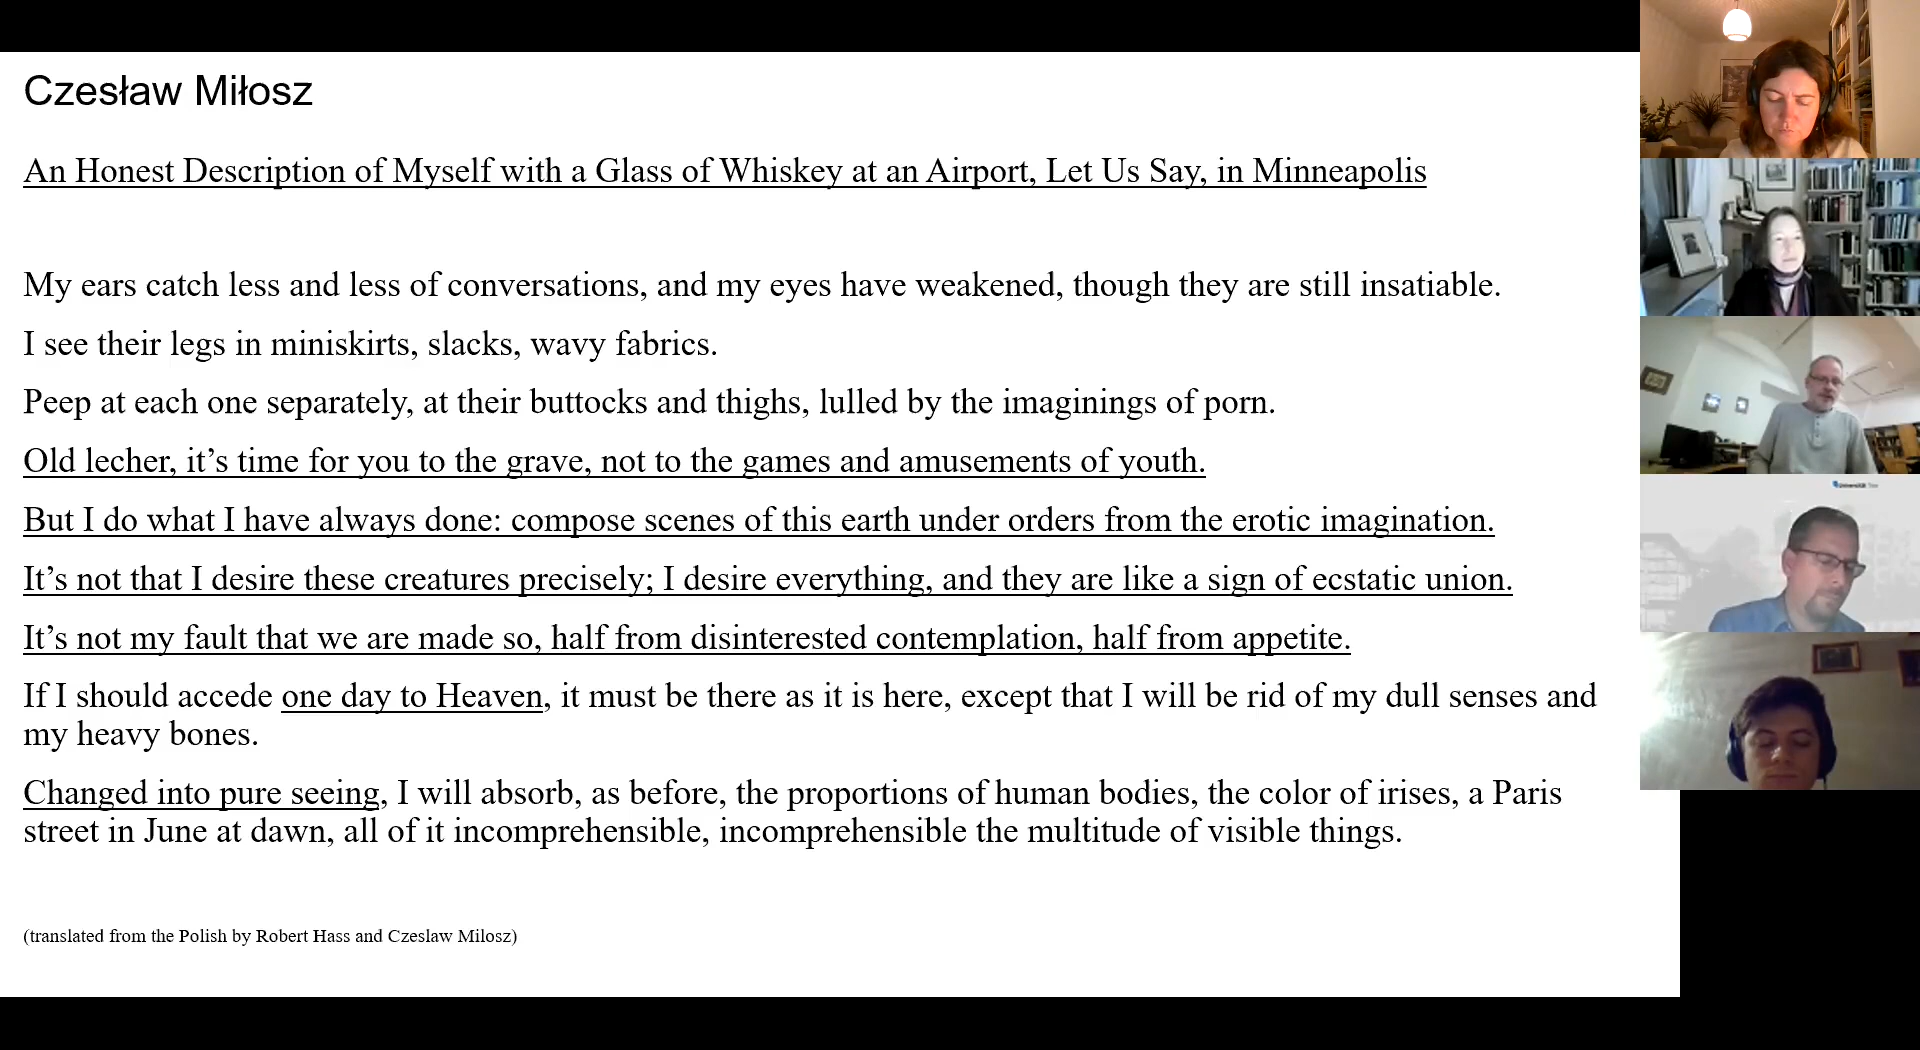 Czesław Miłosz
An Honest Description of Myself with a Glass of Whiskey at an Airport, Let Us Say, in Minneapolis
My ears catch less and less of conversations, and my eyes have weakened, though they are still insatiable.
I see their legs in miniskirts, slacks, wavy fabrics.
Peep at each one separately, at their buttocks and thighs, lulled by the imaginings of porn.
Old lecher, it’s time for you to the grave, not to the games and amusements of youth.
But I do what I have always done: compose scenes of this earth under orders from the erotic imagination.
It’s not that I desire these creatures precisely; I desire everything, and they are like a sign of ecstatic union.
It’s not my fault that we are made so, half from disinterested contemplation, half from appetite.
If I should accede one day to Heaven, it must be there as it is here, except that I will be rid of my dull senses and
my heavy bones.
Changed into pure seeing, I will absorb, as before, the proportions of human bodies, the color of irises, a Paris
street in June at dawn, all of it incomprehensible, incomprehensible the multitude of visible things.
(translated from the Polish by Robert Hass and Czeslaw Milosz)